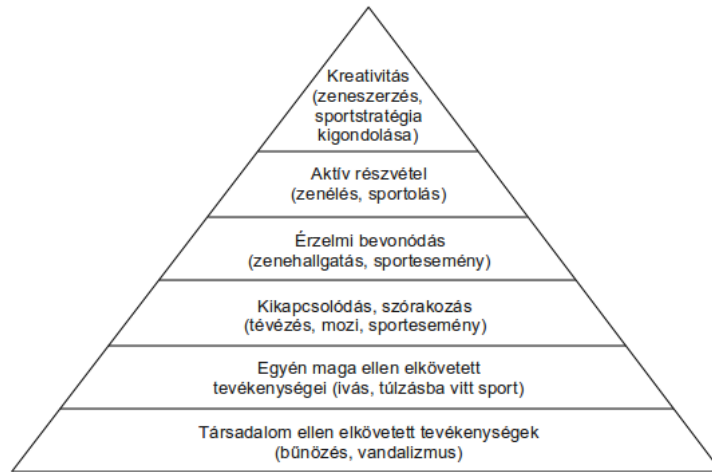 Kreativitás
(zeneszerzés,
sportstratégia
kigondolása)
Aktív részvétel
(zenélés, sportolás)
Érzelmi bevonódás
(zenehallgatás, sportesemény)
Kikapcsolódás, szórakozás
(tévézés, mozi, sportesemény)
Egyén maga ellen elkövetett
tevékenységei (ivás, túlzásba vitt sport)
Társadalom ellen elkövetett tevékenységek
(bűnözés, vandalizmus)